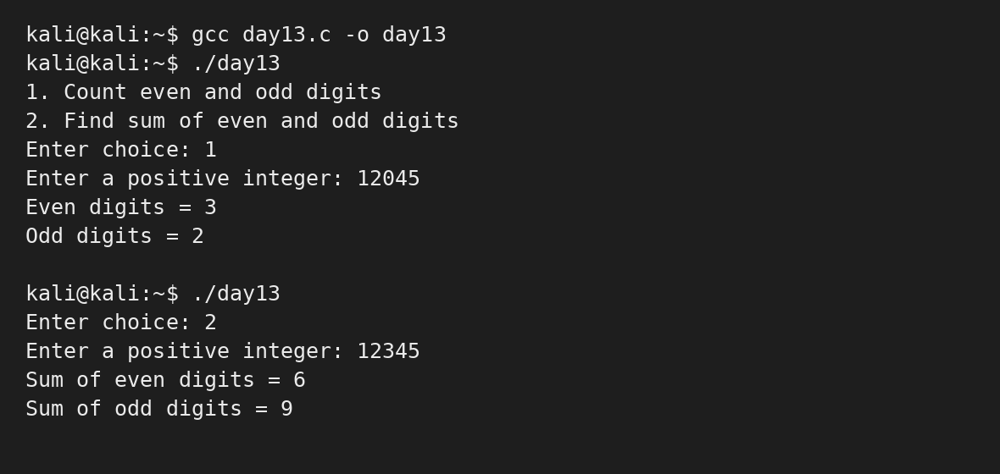 kali@kali:~$ gcc day13.c -o day13
kali@kali:~$ ./day13
1. Count even and odd digits
2. Find sum of even and odd digits
Enter choice: 1
Enter a positive integer: 12045
Even digits = 3
Odd digits = 2
kali@kali:~$ ./day13
Enter choice: 2
Enter a positive integer: 12345
Sum of even digits = 6
Sum of odd digits = 9